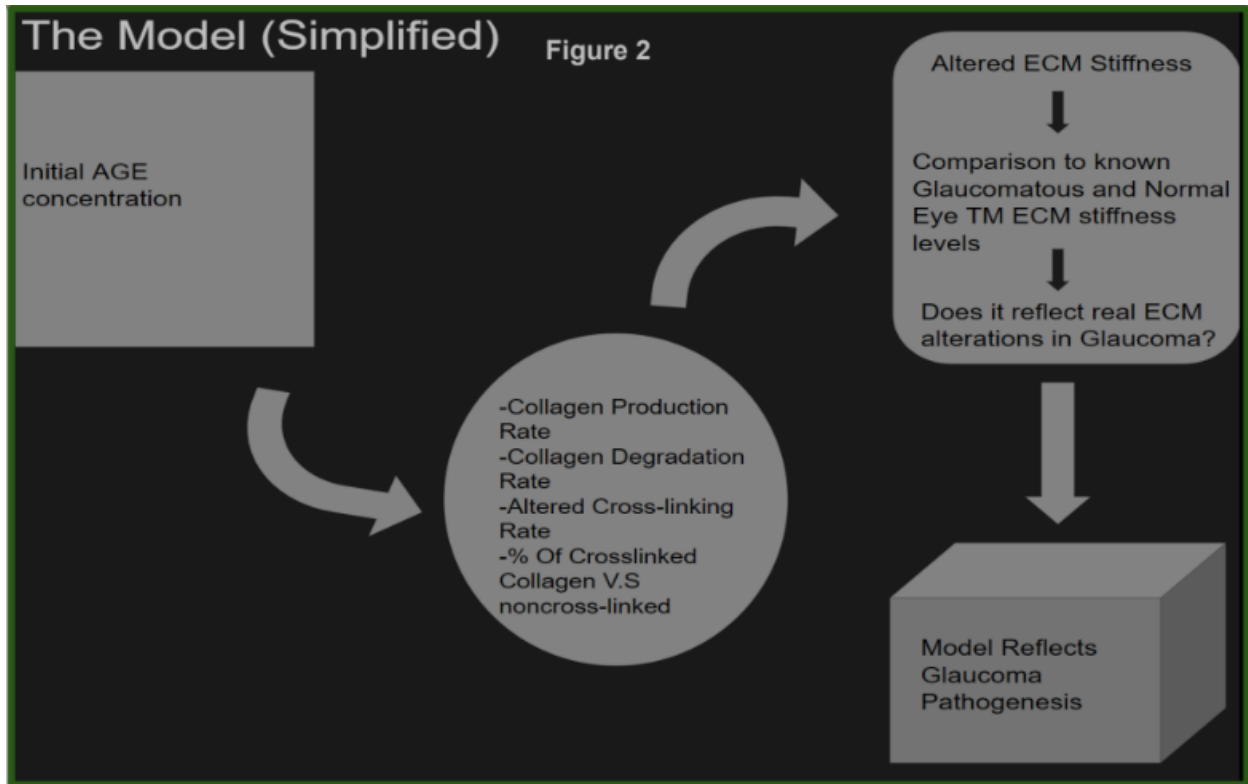 The Model (Simplified)
Figure 2
Initial AGE
concentration
-Collagen Production
Rate
-Collagen Degradation
Rate
-Altered Cross-linking
Rate
-% Of Crosslinked
Collagen V.S
noncross-linked
Altered ECM Stiffness
Comparison to known
Glaucomatous and Normal
Eye TM ECM stiffness
levels
Does it reflect real ECM
alterations in Glaucoma?
Model Reflects
Glaucoma
Pathogenesis